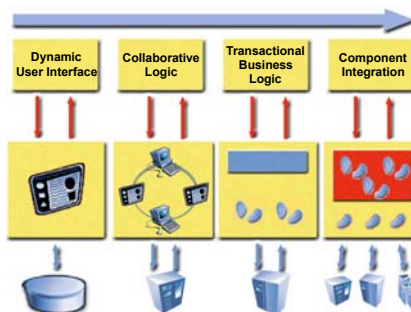 Dynamic
User Interface
Collaborative
Logic
Transactional
Business
Logic
Component
Integration